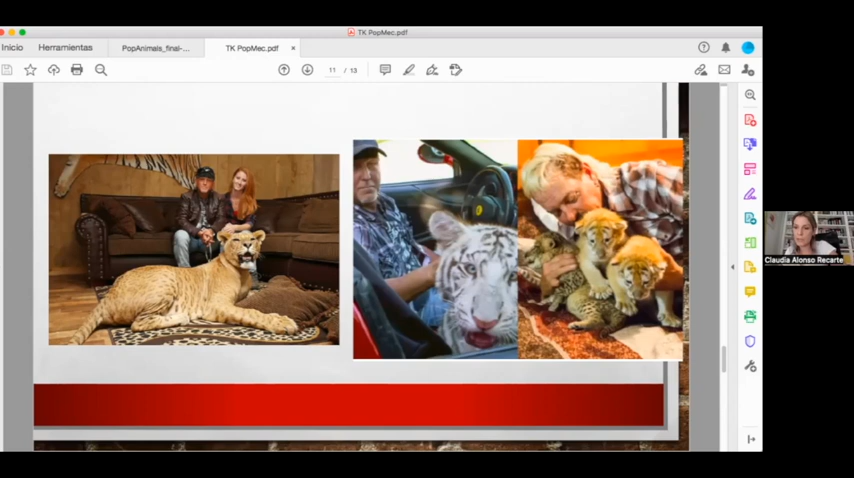 TK PopMec.pdf
Inicio
Herramientas
PopAnimals_final-...
TK PopMec.pdf ×
11 / 13
Claudia Alonso Recarte